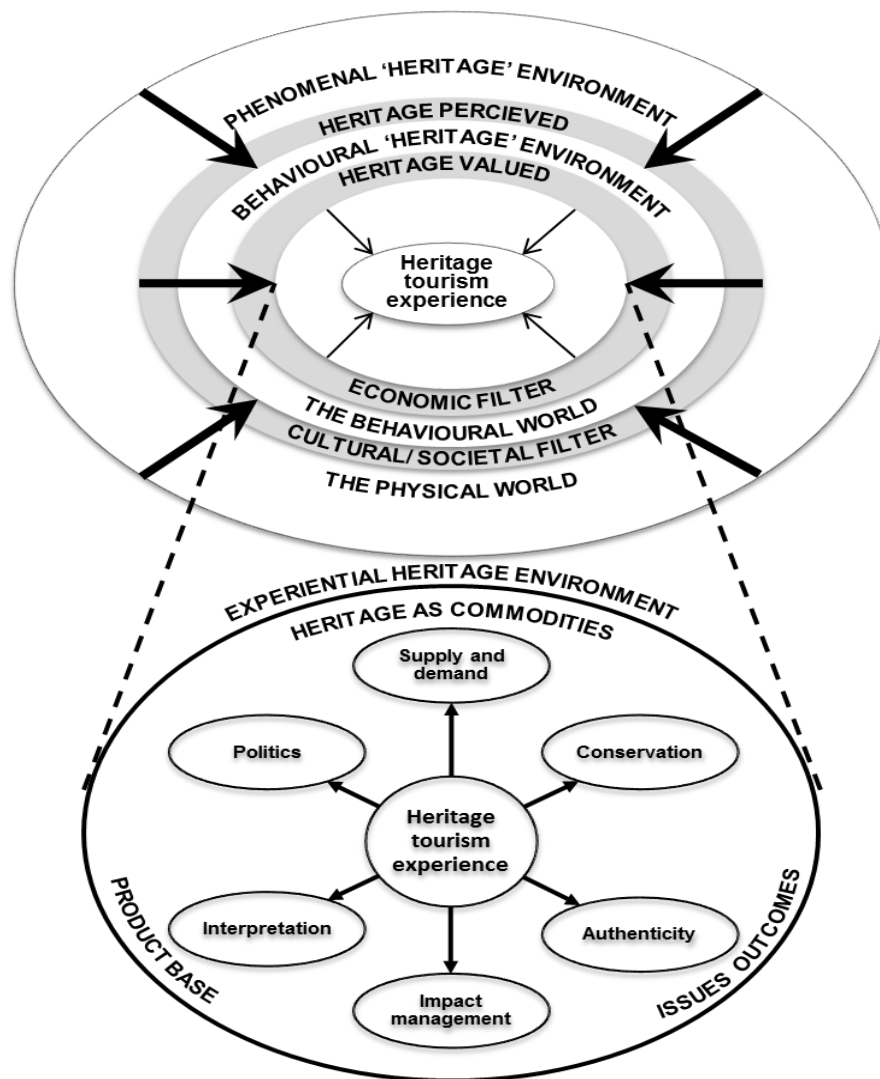 PHENOMENAL ‘HERITAGE’ ENVIRONMENT
HERITAGE PERCIEVED
BEHAVIOURAL ‘HERITAGE’ ENVIRONMENT
HERITAGE VALUED
Heritage
tourism
experience
ECONOMIC FILTER
THE BEHAVIOURAL WORLD
CULTURAL/ SOCIETAL FILTER
THE PHYSICAL WORLD
EXPERIENTIAL HERITAGE ENVIRONMENT
HERITAGE AS COMMODITIES
Supply and
demand
Politics
Conservation
Heritage
tourism
experience
Interpretation
Authenticity
Impact
management
PRODUCT BASE
ISSUES OUTCOMES